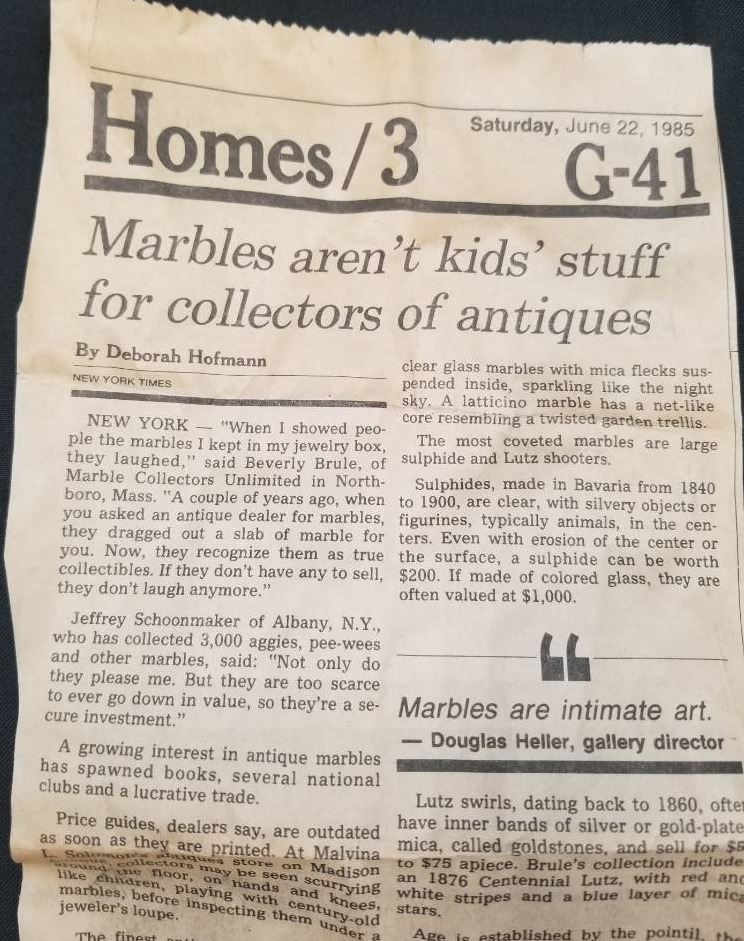 Homes/3
Saturday, June 22, 1985
G-41
Marbles aren't kids' stuff
for collectors of antiques
By Deborah Hofmann
NEW YORK TIMES
NEW YORK — "When I showed peo-
ple the marbles I kept in my jewelry box,
they laughed," said Beverly Brule, of
Marble Collectors Unlimited in North-
boro, Mass. "A couple of years ago, when
you asked an antique dealer for marbles,
they dragged out a slab of marble for
you. Now, they recognize them as true
collectibles. If they don't have any to sell,
they don't laugh anymore."
Jeffrey Schoonmaker of Albany, N.Y.,
who has collected 3,000 aggies, pee-wees
and other marbles, said: "Not only do
they please me. But they are too scarce
to ever go down in value, so they're a se-
cure investment."
A growing interest in antique marbles
has spawned books, several national
clubs and a lucrative trade.
Price guides, dealers say, are outdated
as soon as they are printed. At Malvina
L. Solomon's antiques store on Madison
collectors may be seen scurrying
around the floor, on hands and knees,
like children, playing with century-old
marbles, before inspecting them under a
jeweler's loupe.
The finest
clear glass marbles with mica flecks sus-
pended inside, sparkling like the night
sky. A latticino marble has a net-like
core resembling a twisted garden trellis.
The most coveted marbles are large
sulphide and Lutz shooters.
Sulphides, made in Bavaria from 1840
to 1900, are clear, with silvery objects or
figurines, typically animals, in the cen-
ters. Even with erosion of the center or
the surface, a sulphide can be worth
$200. If made of colored glass, they are
often valued at $1,000.
“
Marbles are intimate art.
— Douglas Heller, gallery director
Lutz swirls, dating back to 1860, ofte
have inner bands of silver or gold-plate
mica, called goldstones, and sell for $5
to $75 apiece. Brule's collection include
an 1876 Centennial Lutz, with red and
white stripes and a blue layer of mica
stars.
Age is established by the pointil, the